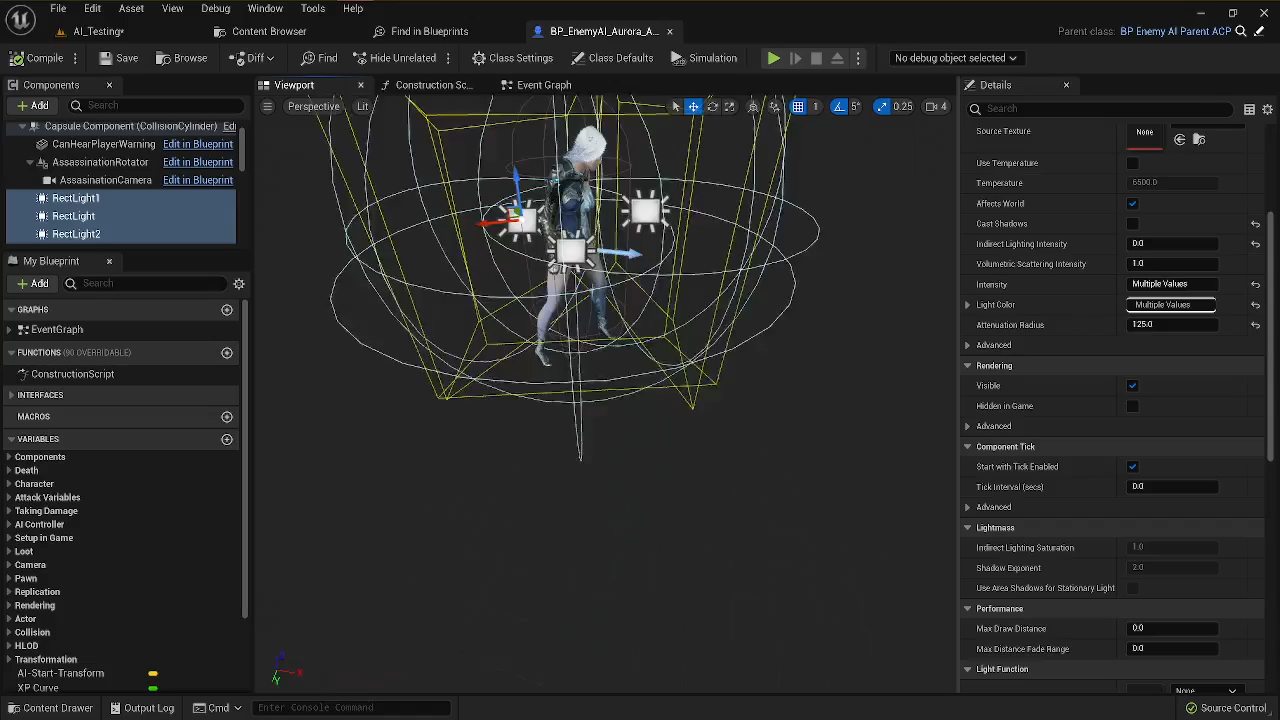 File Edit Asset View Debug Window Tools Help
AI_Testing* Content Browser Find in Blueprints BP_EnemyAI_Aurora_A... Parent class: BP Enemy AI Parent ACP
Compile Save Browse Diff Find Hide Unrelated Class Settings Class Defaults Simulation No debug object selected
Components
Add Search
Capsule Component (CollisionCylinder) Edi
CanHearPlayerWarning Edit in Blueprint
AssassinationRotator Edit in Blueprint
AssasinationCamera Edit in Blueprint
RectLight1
RectLight
RectLight2
My Blueprint
Add Search
GRAPHS
EventGraph
FUNCTIONS (90 OVERRIDABLE)
ConstructionScript
INTERFACES
MACROS
VARIABLES
Components
Death
Character
Attack Variables
Taking Damage
AI Controller
Setup in Game
Loot
Camera
Pawn
Replication
Rendering
Actor
Collision
HLOD
Transformation
AI-Start-Transform
XP Curve
Viewport Construction Sc... Event Graph
Perspective Lit 1 5° 0.25 4
Z X Y
Details
Search
Source Texture None
Use Temperature
Temperature 6500.0
Affects World
Cast Shadows
Indirect Lighting Intensity 0.0
Volumetric Scattering Intensity 1.0
Intensity Multiple Values
Light Color Multiple Values
Attenuation Radius 125.0
Advanced
Rendering
Visible
Hidden in Game
Advanced
Component Tick
Start with Tick Enabled
Tick Interval (secs) 0.0
Advanced
Lightmass
Indirect Lighting Saturation 1.0
Shadow Exponent 2.0
Use Area Shadows for Stationary Light
Performance
Max Draw Distance 0.0
Max Distance Fade Range 0.0
Light Function
None
Content Drawer Output Log Cmd Enter Console Command Source Control